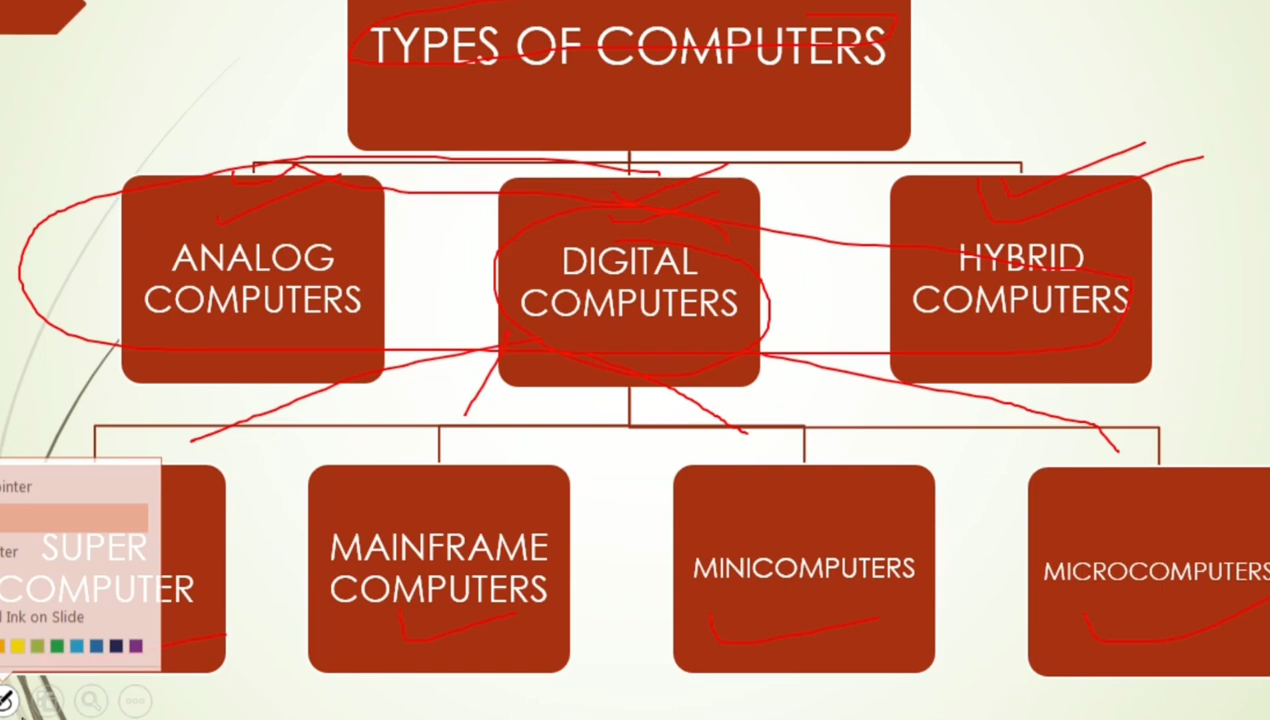 TYPES OF COMPUTERS
ANALOG
COMPUTERS
DIGITAL
COMPUTERS
HYBRID
COMPUTERS
ointer
ter
SUPER
COMPUTER
Ink on Slide
MAINFRAME
COMPUTERS
MINICOMPUTERS
MICROCOMPUTERS